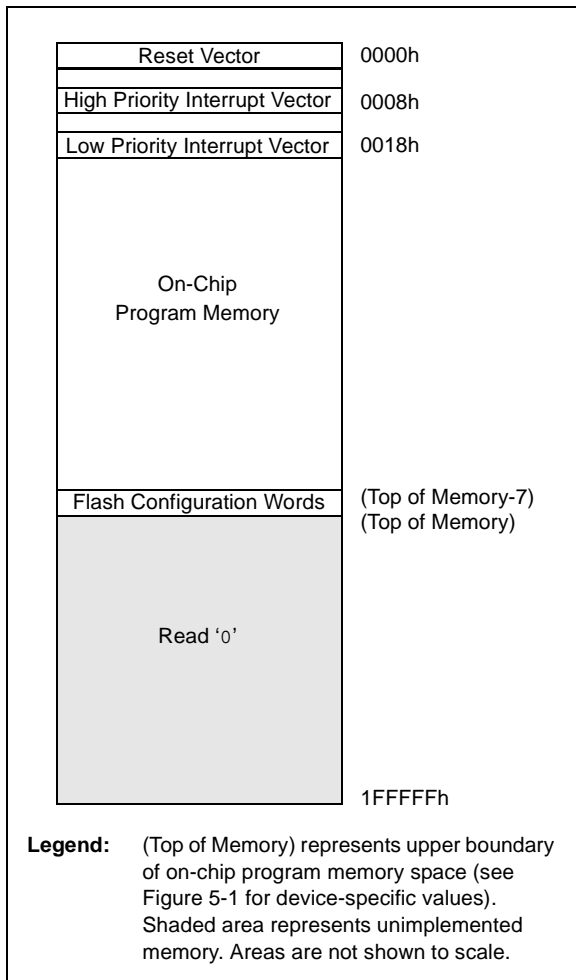 Reset Vector 0000h
High Priority Interrupt Vector 0008h
Low Priority Interrupt Vector 0018h
On-Chip
Program Memory
Flash Configuration Words (Top of Memory-7)
(Top of Memory)
Read ‘0’
1FFFFFh
Legend: (Top of Memory) represents upper boundary
of on-chip program memory space (see
Figure 5-1 for device-specific values).
Shaded area represents unimplemented
memory. Areas are not shown to scale.